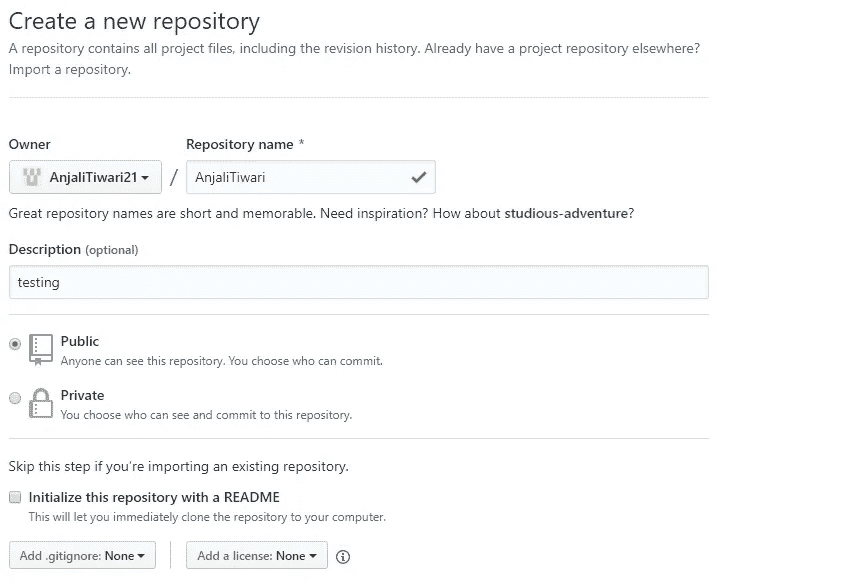 Create a new repository
A repository contains all project files, including the revision history. Already have a project repository elsewhere?
Import a repository.
Owner
Repository name *
AnjaliTiwari21 / AnjaliTiwari
Great repository names are short and memorable. Need inspiration? How about studious-adventure?
Description (optional)
testing
Public
Anyone can see this repository. You choose who can commit.
Private
You choose who can see and commit to this repository.
Skip this step if you're importing an existing repository.
Initialize this repository with a README
This will let you immediately clone the repository to your computer.
Add .gitignore: None
Add a license: None